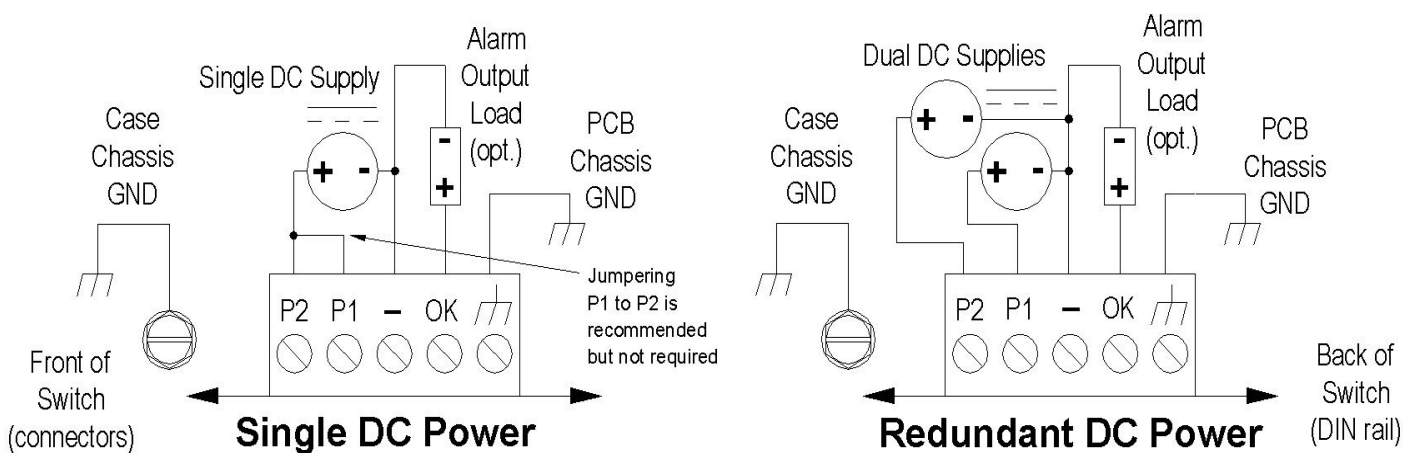 Single DC Supply
Alarm
Output
Load
(opt.)
Case
Chassis
GND
PCB
Chassis
GND
+ -
-
+
Jumpering
P1 to P2 is
recommended
but not required
P2 P1 – OK
Front of
Switch
(connectors)
Single DC Power
Dual DC Supplies
Alarm
Output
Load
(opt.)
Case
Chassis
GND
PCB
Chassis
GND
+ -
+ -
-
+
P2 P1 – OK
Back of
Switch
(DIN rail)
Redundant DC Power